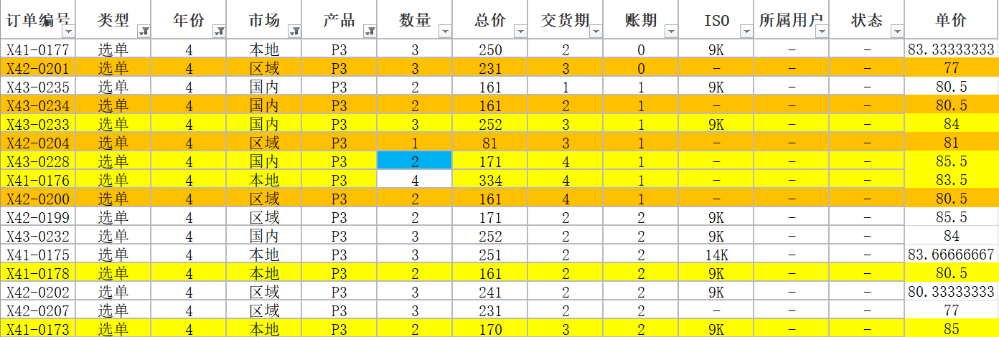 订单编号 类型 年份 市场 产品 数量 总价 交货期 账期 ISO 所属用户 状态 单价
X41-0177 选单 4 本地 P3 3 250 2 0 9K - - 83.33333333
X42-0201 选单 4 区域 P3 3 231 3 0 - - - 77
X43-0235 选单 4 国内 P3 2 161 1 1 9K - - 80.5
X43-0234 选单 4 国内 P3 2 161 2 1 - - - 80.5
X43-0233 选单 4 国内 P3 3 252 3 1 9K - - 84
X42-0204 选单 4 区域 P3 1 81 3 1 - - - 81
X43-0228 选单 4 国内 P3 2 171 4 1 - - - 85.5
X41-0176 选单 4 本地 P3 4 334 4 1 - - - 83.5
X42-0200 选单 4 区域 P3 2 161 4 1 - - - 80.5
X42-0199 选单 4 区域 P3 2 171 2 2 9K - - 85.5
X43-0232 选单 4 国内 P3 3 252 2 2 9K - - 84
X41-0175 选单 4 本地 P3 3 251 2 2 14K - - 83.66666667
X41-0178 选单 4 本地 P3 2 161 2 2 9K - - 80.5
X42-0202 选单 4 区域 P3 3 241 2 2 9K - - 80.33333333
X42-0207 选单 4 区域 P3 3 231 2 2 - - - 77
X41-0173 选单 4 本地 P3 2 170 3 2 9K - - 85